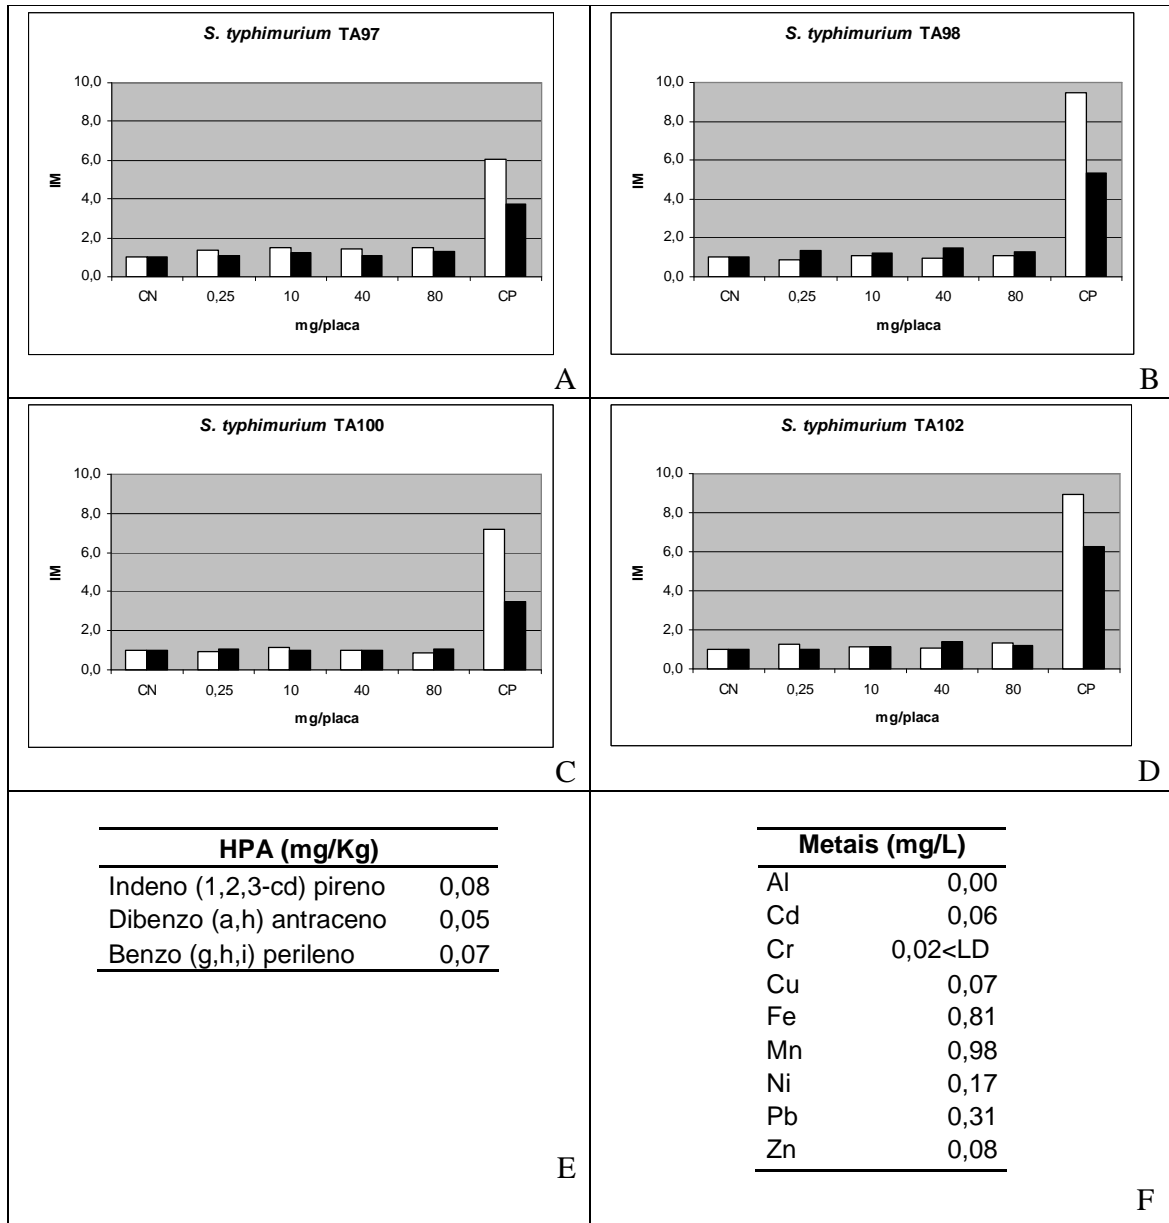 S. typhimurium TA97
10,0
8,0
6,0
4,0
2,0
0,0
IM
CN 0,25 10 40 80 CP
mg/placa
A
S. typhimurium TA98
10,0
8,0
6,0
4,0
2,0
0,0
IM
CN 0,25 10 40 80 CP
mg/placa
B
S. typhimurium TA100
10,0
8,0
6,0
4,0
2,0
0,0
IM
CN 0,25 10 40 80 CP
mg/placa
C
S. typhimurium TA102
10,0
8,0
6,0
4,0
2,0
0,0
IM
CN 0,25 10 40 80 CP
mg/placa
D
HPA (mg/Kg)
Indeno (1,2,3-cd) pireno 0,08
Dibenzo (a,h) antraceno 0,05
Benzo (g,h,i) perileno 0,07
E
Metais (mg/L)
Al 0,00
Cd 0,06
Cr 0,02<LD
Cu 0,07
Fe 0,81
Mn 0,98
Ni 0,17
Pb 0,31
Zn 0,08
F